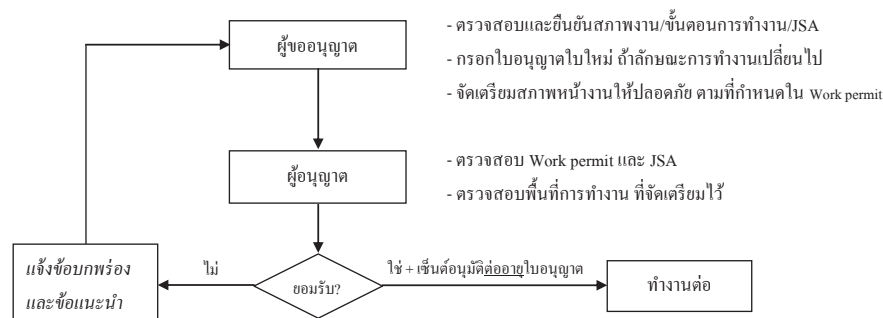 ผู้ขออนุญาต
- ตรวจสอบและยืนยันสภาพงาน/ขั้นตอนการทำงาน/JSA
- กรอกใบอนุญาตใบใหม่ ถ้าลักษณะการทำงานเปลี่ยนไป
- จัดเตรียมสภาพหน้างานให้ปลอดภัย ตามที่กำหนดใน Work permit
ผู้อนุญาต
- ตรวจสอบ Work permit และ JSA
- ตรวจสอบพื้นที่การทำงาน ที่จัดเตรียมไว้
แจ้งข้อบกพร่อง
และข้อแนะนำ
ไม่
ยอมรับ?
ใช่ + เซ็นต์อนุมัติต่ออายุใบอนุญาต
ทำงานต่อ